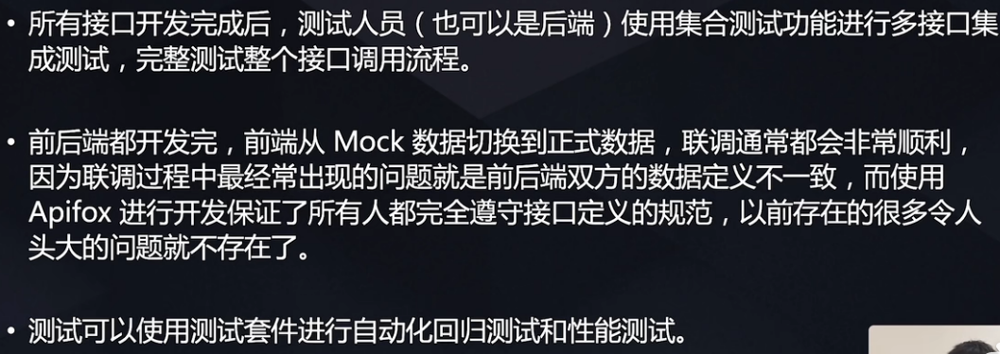 • 所有接口开发完成后，测试人员（也可以是后端）使用集合测试功能进行多接口集
成测试，完整测试整个接口调用流程。
• 前后端都开发完，前端从 Mock 数据切换到正式数据，联调通常都会非常顺利，
因为联调过程中最经常出现的问题就是前后端双方的数据定义不一致，而使用
Apifox 进行开发保证了所有人都完全遵守接口定义的规范，以前存在的很多令人
头大的问题就不存在了。
• 测试可以使用测试套件进行自动化回归测试和性能测试。